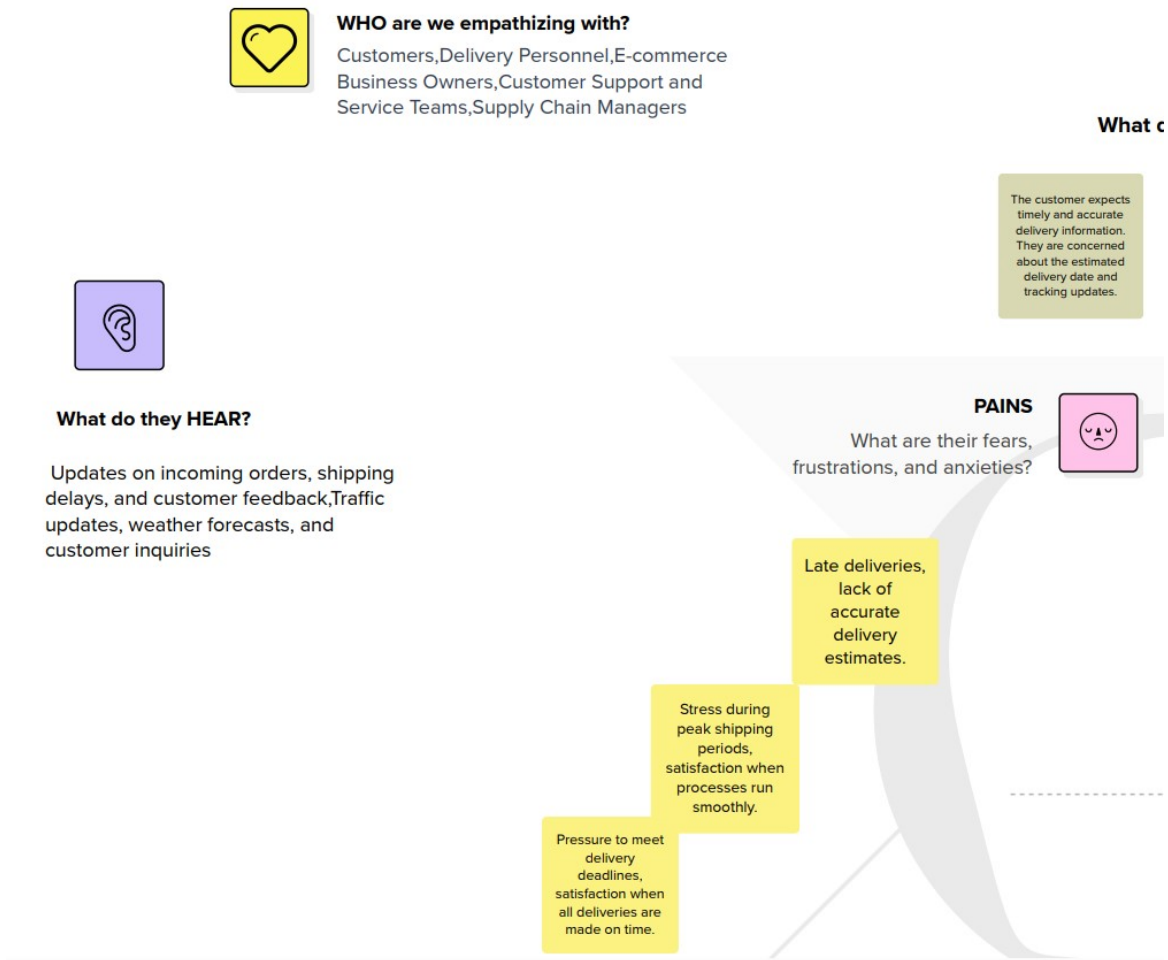 WHO are we empathizing with?
Customers,Delivery Personnel,E-commerce
Business Owners,Customer Support and
Service Teams,Supply Chain Managers
What d
The customer expects
timely and accurate
delivery information.
They are concerned
about the estimated
delivery date and
tracking updates.
What do they HEAR?
Updates on incoming orders, shipping
delays, and customer feedback,Traffic
updates, weather forecasts, and
customer inquiries
PAINS
What are their fears,
frustrations, and anxieties?
Late deliveries,
lack of
accurate
delivery
estimates.
Stress during
peak shipping
periods,
satisfaction when
processes run
smoothly.
Pressure to meet
delivery
deadlines,
satisfaction when
all deliveries are
made on time.